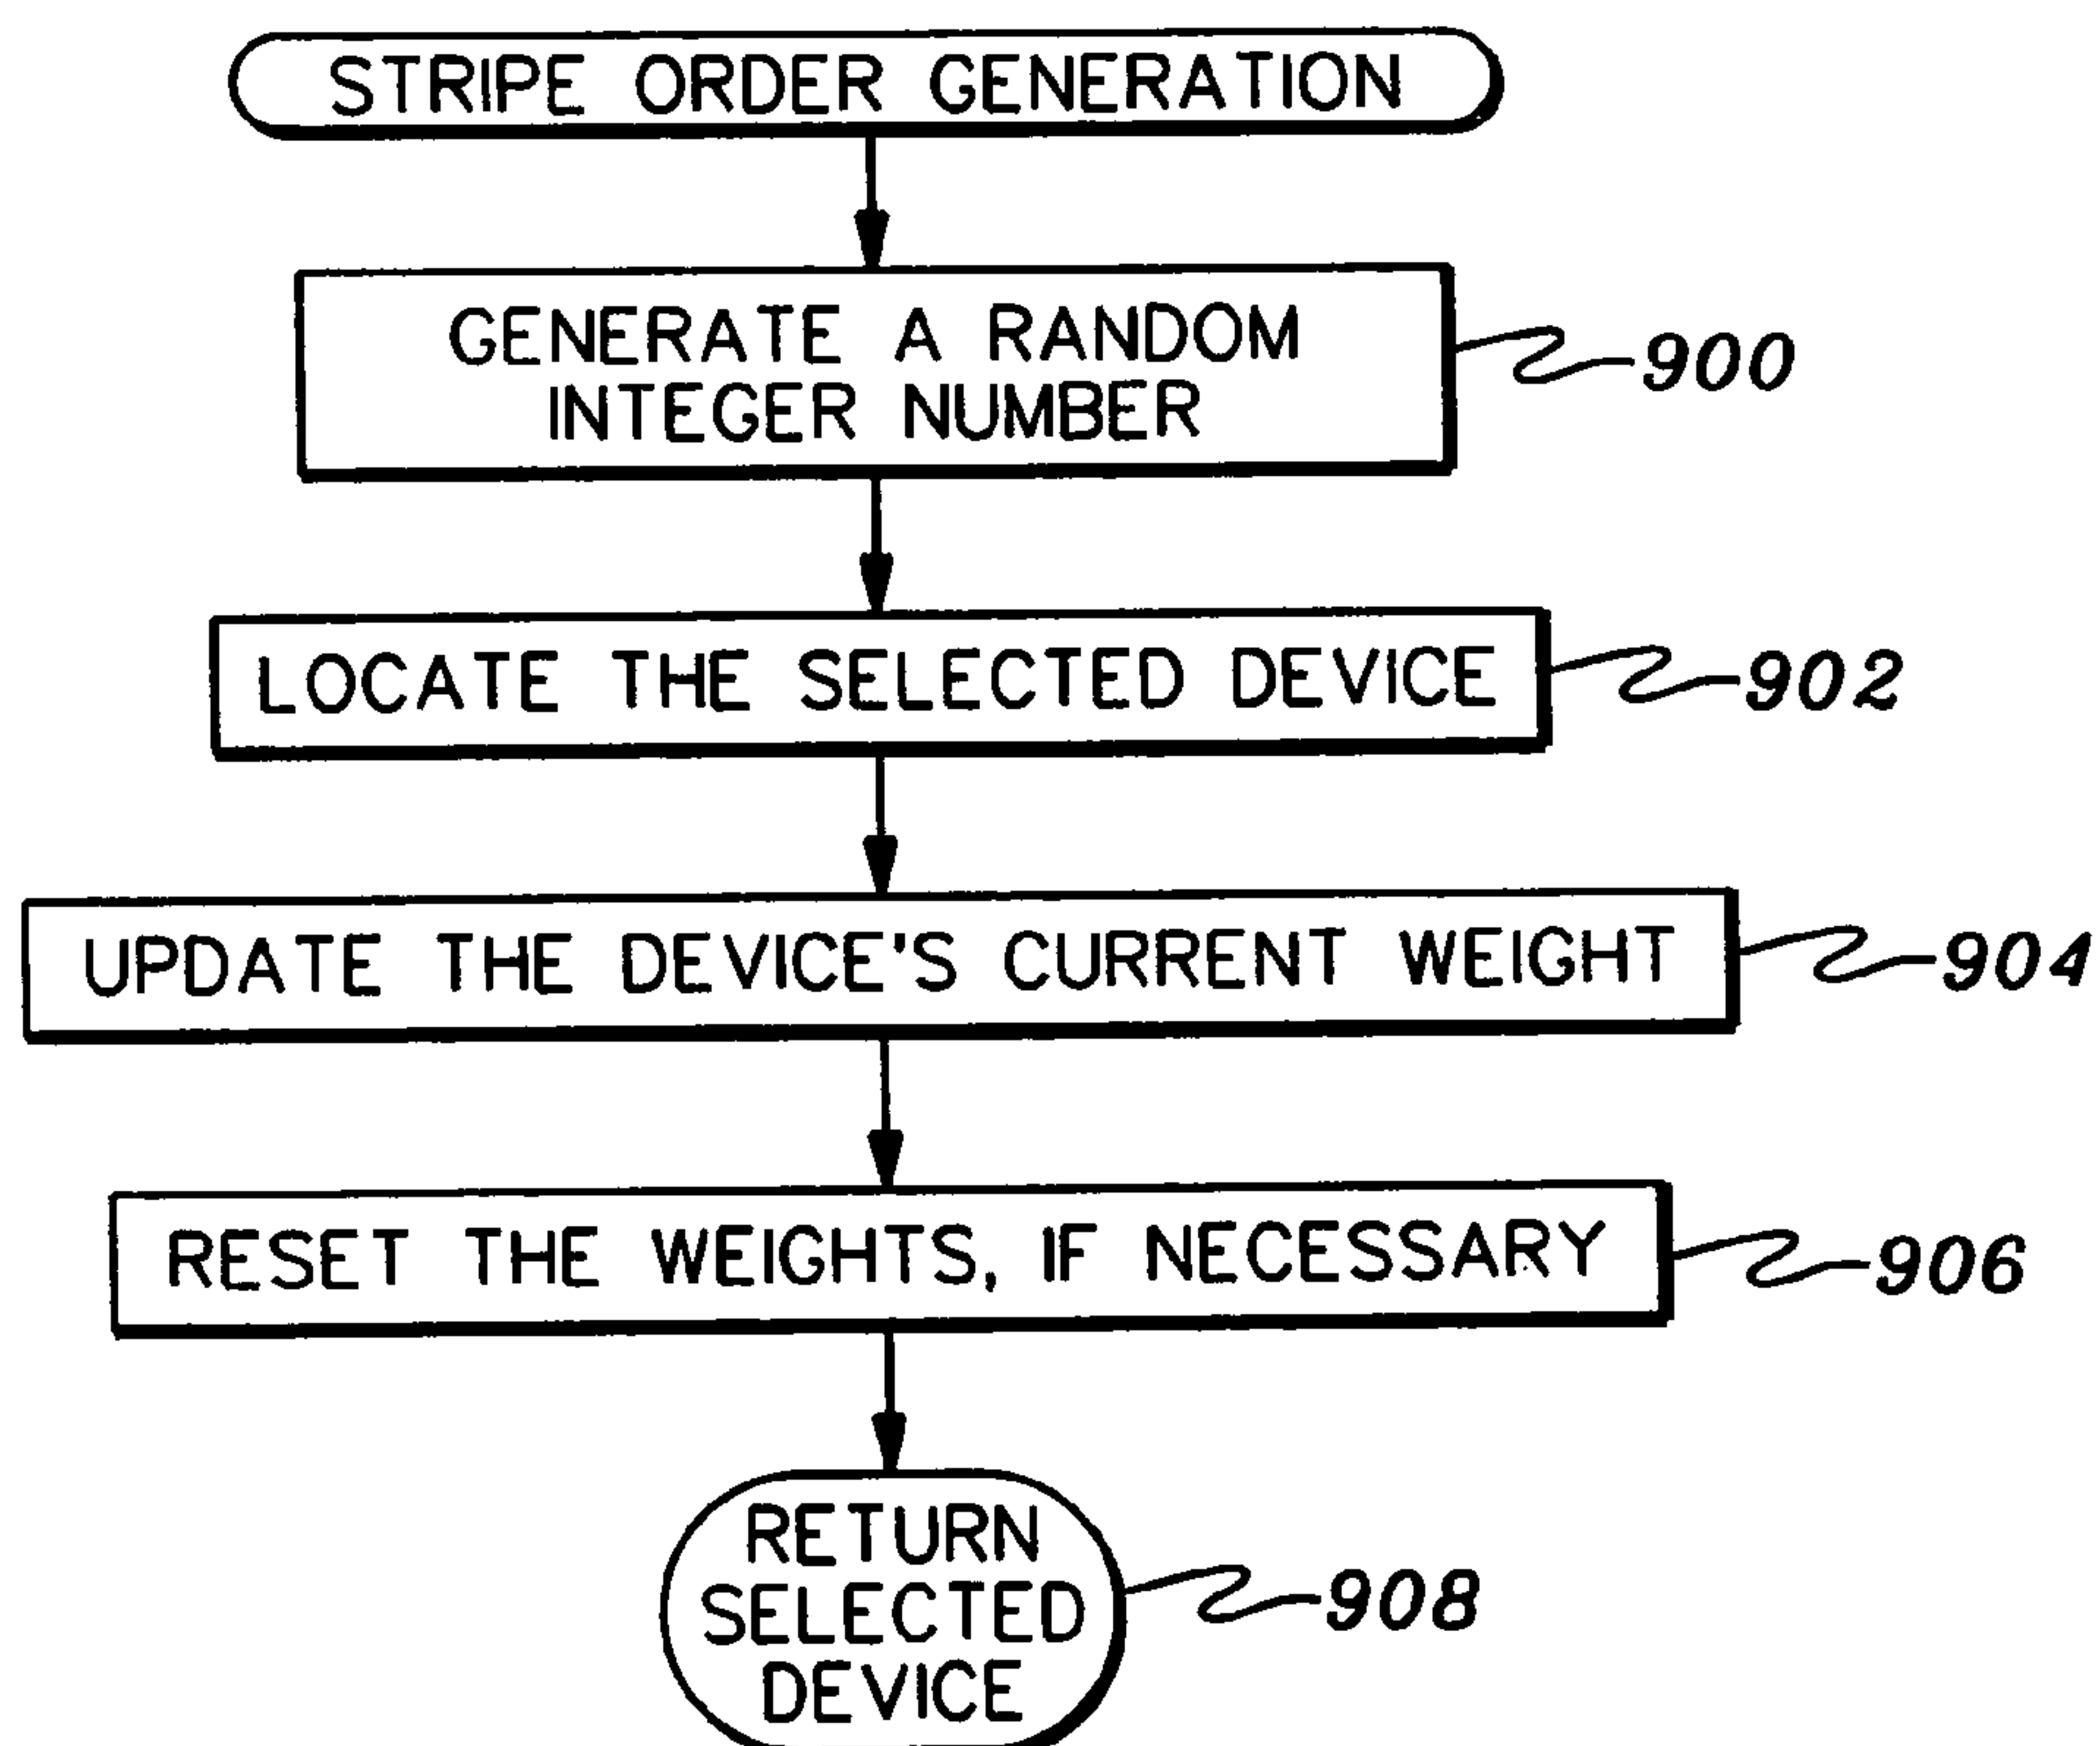 STRIPE ORDER GENERATION
GENERATE A RANDOM
INTEGER NUMBER
900
LOCATE THE SELECTED DEVICE
902
UPDATE THE DEVICE'S CURRENT WEIGHT
904
RESET THE WEIGHTS, IF NECESSARY
906
RETURN
SELECTED
DEVICE
908